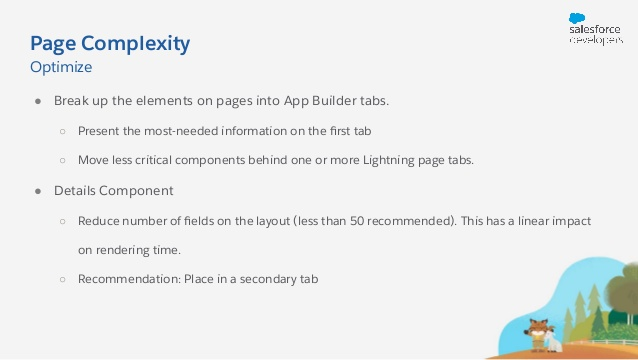 Page Complexity
salesforce
developers
Optimize
● Break up the elements on pages into App Builder tabs.
○ Present the most-needed information on the first tab
○ Move less critical components behind one or more Lightning page tabs.
● Details Component
○ Reduce number of fields on the layout (less than 50 recommended). This has a linear impact
on rendering time.
○ Recommendation: Place in a secondary tab